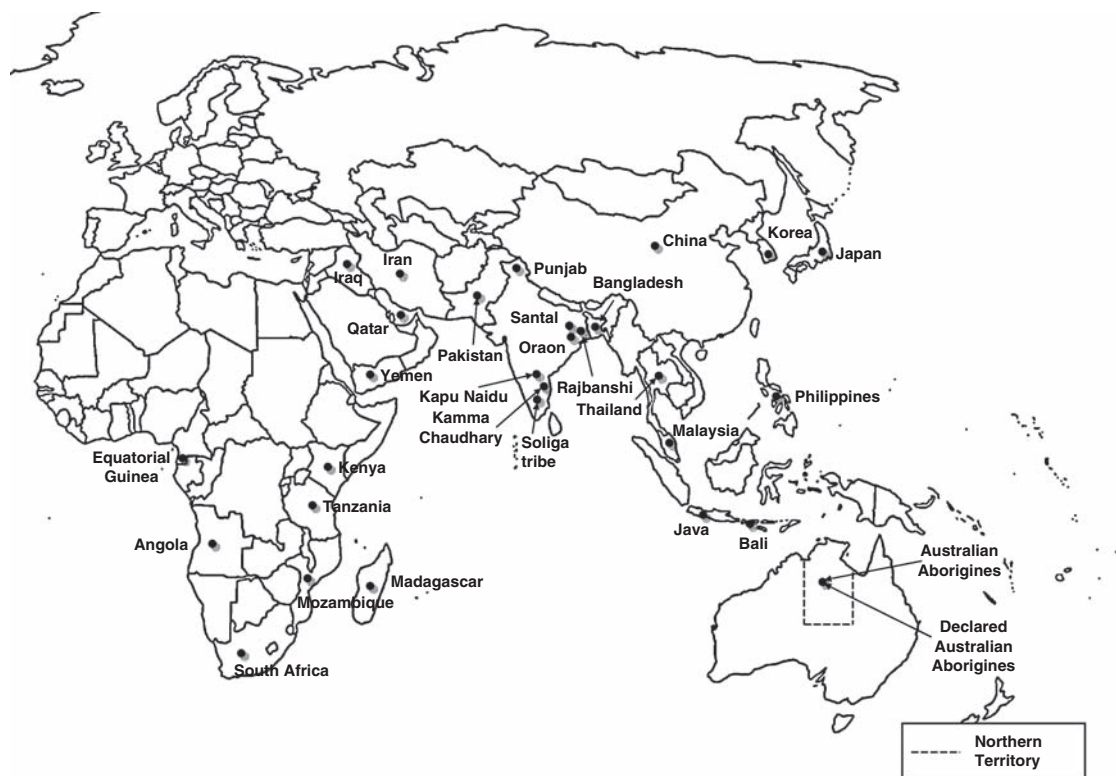 China
Korea
Japan
Iran
Iraq
Punjab
Bangladesh
Qatar
Santal
Oraon
Pakistan
Yemen
Kapu Naidu
Kamma
Chaudhary
Rajbanshi
Thailand
Philippines
Soliga
tribe
Malaysia
Equatorial
Guinea
Kenya
Tanzania
Java
Bali
Angola
Australian
Aborigines
Madagascar
Mozambique
Declared
Australian
Aborigines
South Africa
Northern
Territory